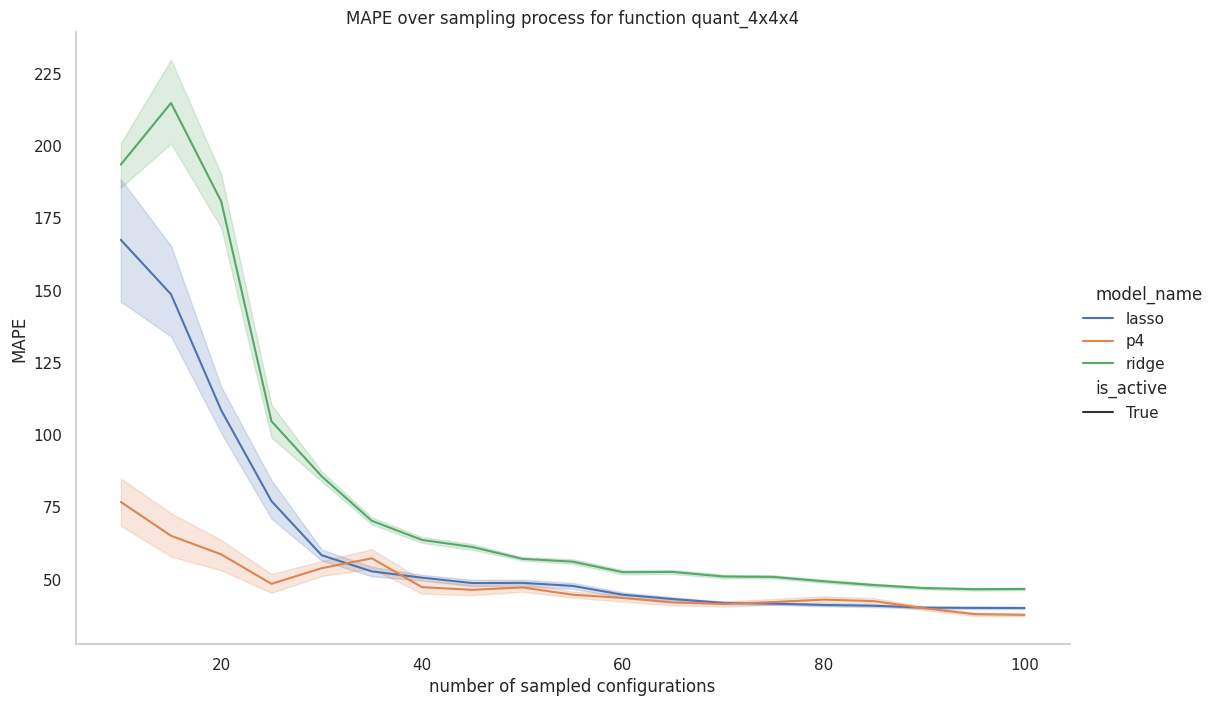 MAPE over sampling process for function quant_4x4x4
225
200
175
150
125
100
75
50
MAPE
20
40
60
80
100
number of sampled configurations
model_name
lasso
p4
ridge
is_active
True